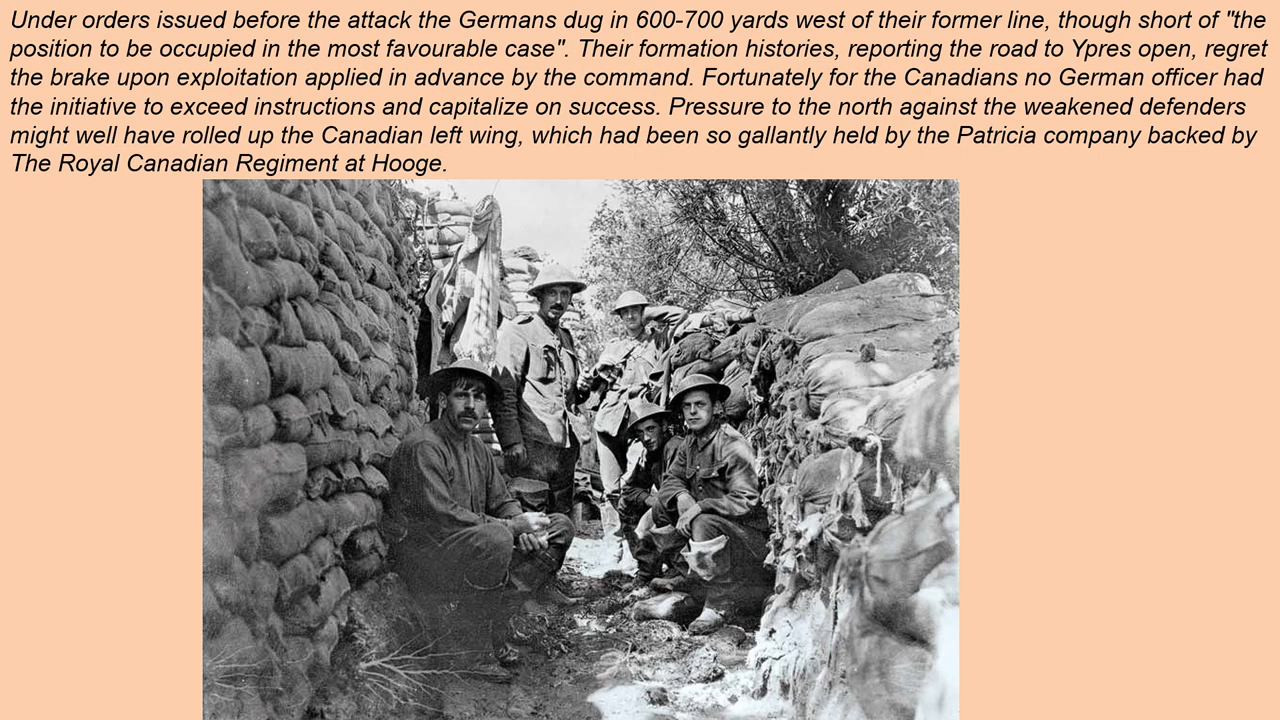 Under orders issued before the attack the Germans dug in 600-700 yards west of their former line, though short of "the
position to be occupied in the most favourable case". Their formation histories, reporting the road to Ypres open, regret
the brake upon exploitation applied in advance by the command. Fortunately for the Canadians no German officer had
the initiative to exceed instructions and capitalize on success. Pressure to the north against the weakened defenders
might well have rolled up the Canadian left wing, which had been so gallantly held by the Patricia company backed by
The Royal Canadian Regiment at Hooge.